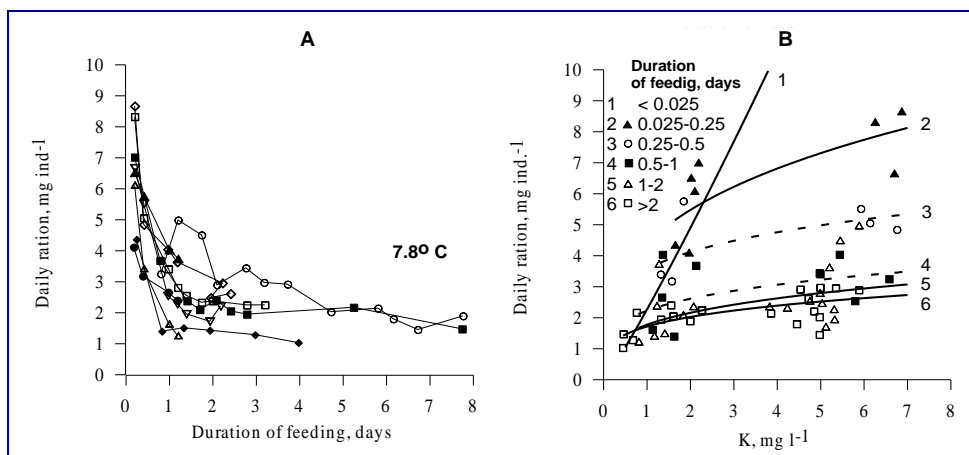 A
10
9
8
7
6
5
4
3
2
1
0
Daily ration, mg ind-1
7.8º C
0 1 2 3 4 5 6 7 8
Duration of feeding, days
B
10
9
8
7
6
5
4
3
2
1
0
Daily ration, mg ind.-1
Duration
of feedig, days
1 < 0.025
2 0.025-0.25
3 0.25-0.5
4 0.5-1
5 1-2
6 >2
1
2
3
4
5
6
0 1 2 3 4 5 6 7 8
K, mg l-1